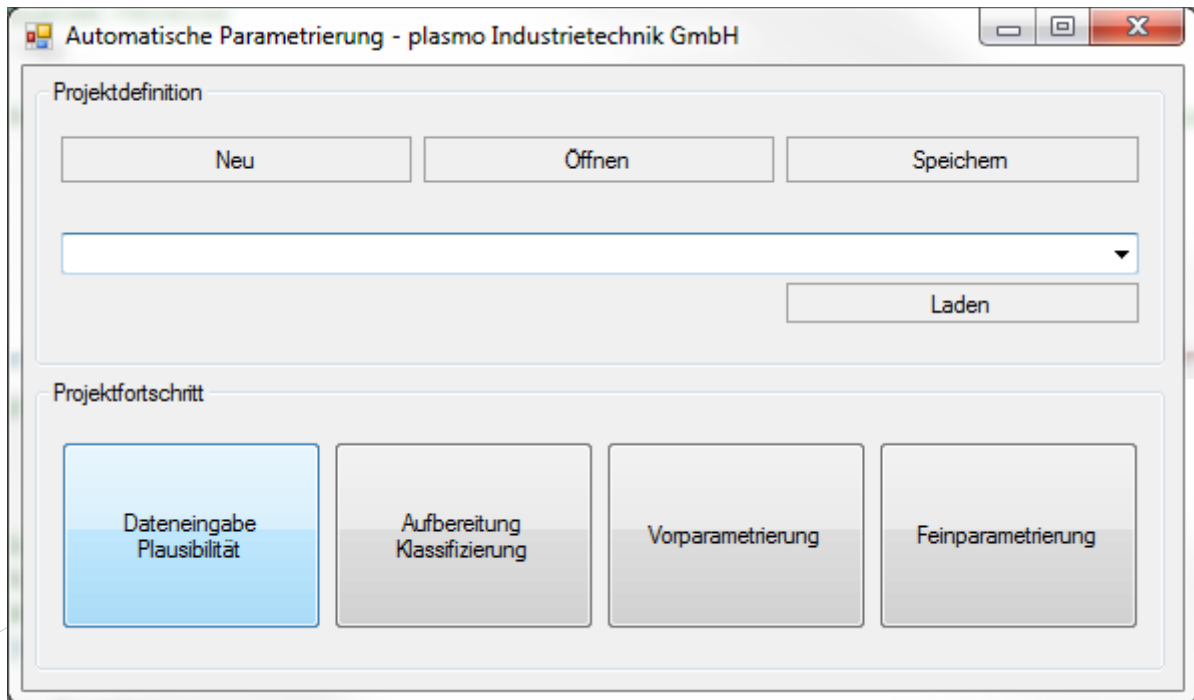 Automatische Parametrierung - plasmo Industrietechnik GmbH
Projektdefinition
Neu
Öffnen
Speichern
Laden
Projektfortschritt
Dateneingabe
Plausibilität
Aufbereitung
Klassifizierung
Vorparametrierung
Feinparametrierung